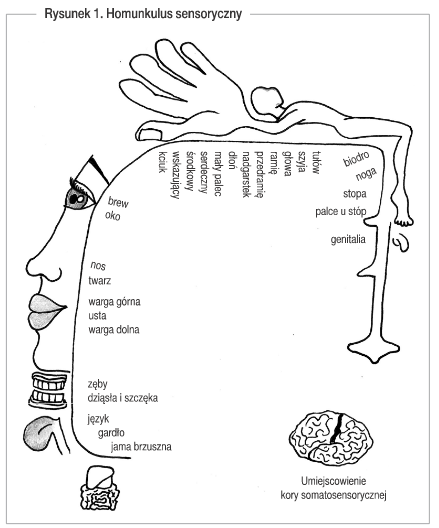 Rysunek 1. Homunkulus sensoryczny
kciuk
wskazujący
środkowy
serdeczny
mały palec
dłoń
nadgarstek
przedramię
ramię
głowa
szyja
tułów
biodro
noga
stopa
palce u stóp
genitalia
brew
oko
nos
twarz
warga górna
usta
warga dolna
zęby
dziąsła i szczęka
język
gardło
jama brzuszna
Umiejscowienie
kory somatosensorycznej